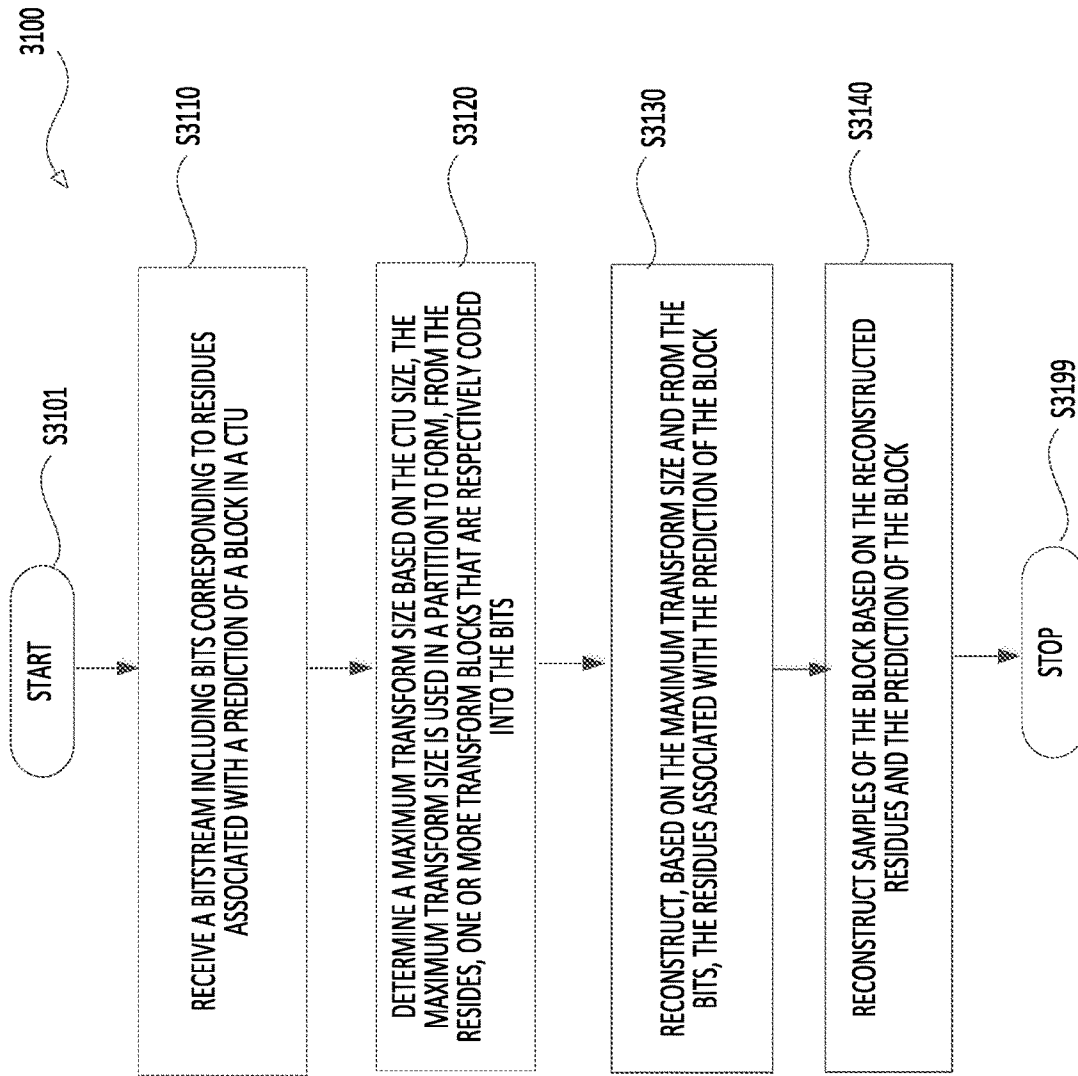 3100
START
S3101
RECEIVE A BITSTREAM INCLUDING BITS CORRESPONDING TO RESIDUES
ASSOCIATED WITH A PREDICTION OF A BLOCK IN A CTU
S3110
DETERMINE A MAXIMUM TRANSFORM SIZE BASED ON THE CTU SIZE, THE
MAXIMUM TRANSFORM SIZE IS USED IN A PARTITION TO FORM, FROM THE
RESIDES, ONE OR MORE TRANSFORM BLOCKS THAT ARE RESPECTIVELY CODED
INTO THE BITS
S3120
RECONSTRUCT, BASED ON THE MAXIMUM TRANSFORM SIZE AND FROM THE
BITS, THE RESIDUES ASSOCIATED WITH THE PREDICTION OF THE BLOCK
S3130
RECONSTRUCT SAMPLES OF THE BLOCK BASED ON THE RECONSTRUCTED
RESIDUES AND THE PREDICTION OF THE BLOCK
S3140
STOP
S3199